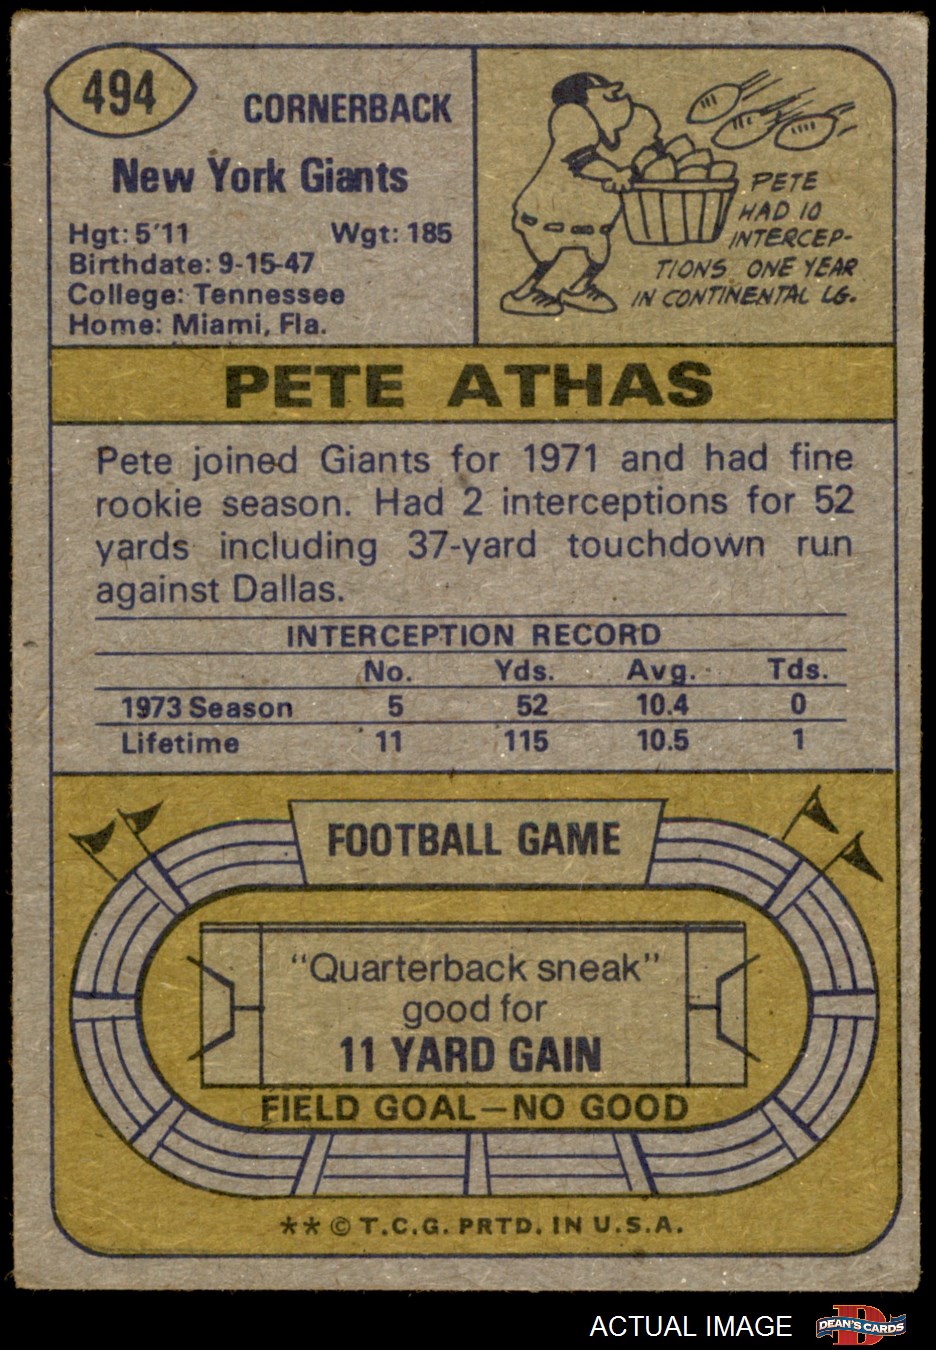 494
CORNERBACK
New York Giants
Hgt: 5'11 Wgt: 185
Birthdate: 9-15-47
College: Tennessee
Home: Miami, Fla.
PETE
HAD 10
INTERCEP-
TIONS ONE YEAR
IN CONTINENTAL LG.
PETE ATHAS
Pete joined Giants for 1971 and had fine
rookie season. Had 2 interceptions for 52
yards including 37-yard touchdown run
against Dallas.
INTERCEPTION RECORD
No. Yds. Avg. Tds.
1973 Season 5 52 10.4 0
Lifetime 11 115 10.5 1
FOOTBALL GAME
"Quarterback sneak"
good for
11 YARD GAIN
FIELD GOAL—NO GOOD
** © T.C.G. PRTD. IN U.S.A.
ACTUAL IMAGE
D
DEAN'S CARDS